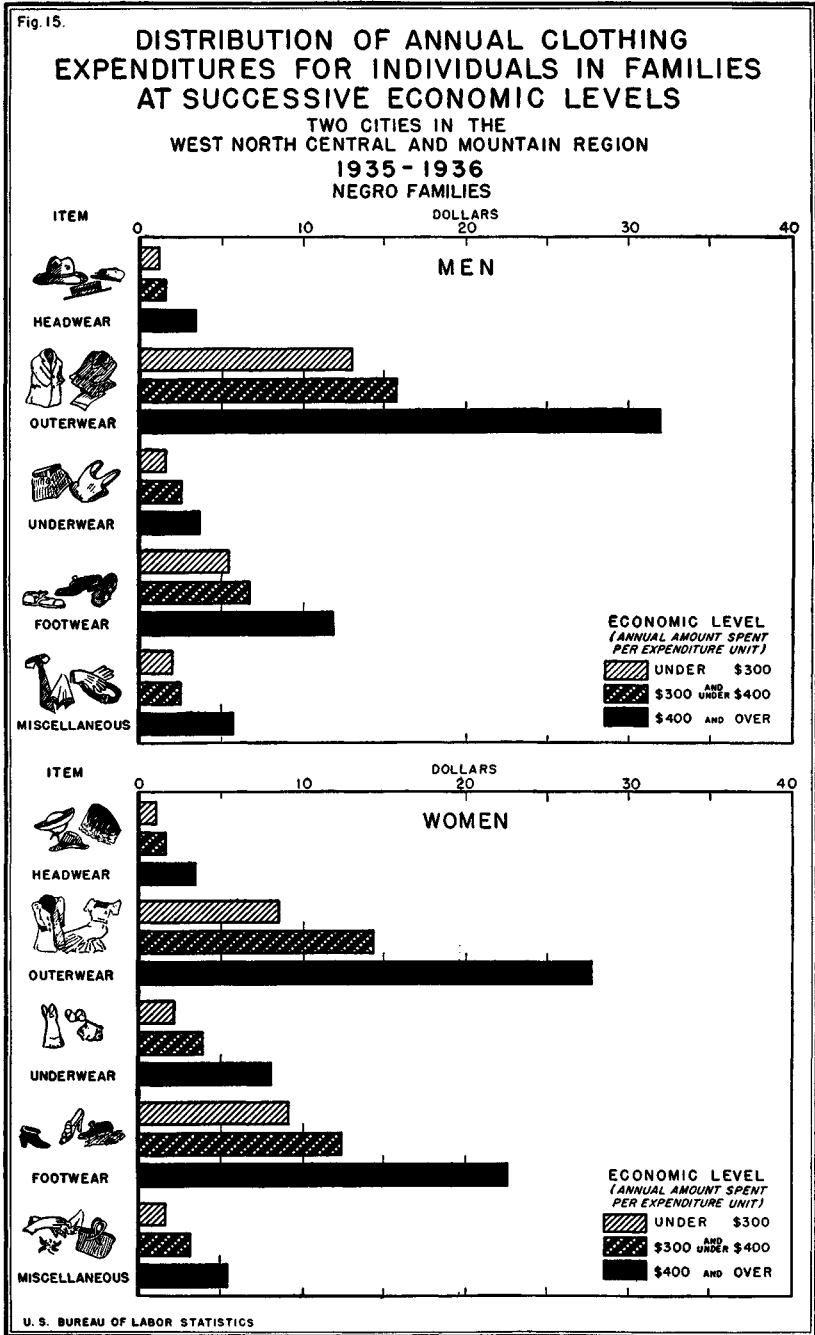 Fig. 15.
DISTRIBUTION OF ANNUAL CLOTHING
EXPENDITURES FOR INDIVIDUALS IN FAMILIES
AT SUCCESSIVE ECONOMIC LEVELS
TWO CITIES IN THE
WEST NORTH CENTRAL AND MOUNTAIN REGION
1935-1936
NEGRO FAMILIES
ITEM
DOLLARS
0 10 20 30 40
MEN
HEADWEAR
OUTERWEAR
UNDERWEAR
FOOTWEAR
MISCELLANEOUS
ECONOMIC LEVEL
(ANNUAL AMOUNT SPENT
PER EXPENDITURE UNIT)
UNDER $300
$300 AND UNDER $400
$400 AND OVER
ITEM
DOLLARS
0 10 20 30 40
WOMEN
HEADWEAR
OUTERWEAR
UNDERWEAR
FOOTWEAR
MISCELLANEOUS
ECONOMIC LEVEL
(ANNUAL AMOUNT SPENT
PER EXPENDITURE UNIT)
UNDER $300
$300 AND UNDER $400
$400 AND OVER
U. S. BUREAU OF LABOR STATISTICS